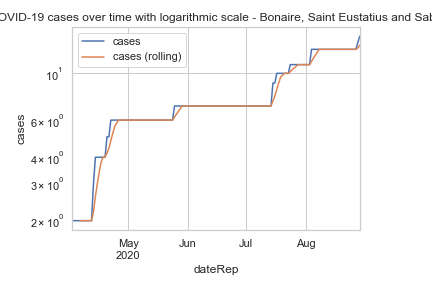 OVID-19 cases over time with logarithmic scale - Bonaire, Saint Eustatius and Sab
cases
cases (rolling)
10¹
6 × 10⁰
4 × 10⁰
3 × 10⁰
2 × 10⁰
cases
May
2020
Jun
Jul
Aug
dateRep